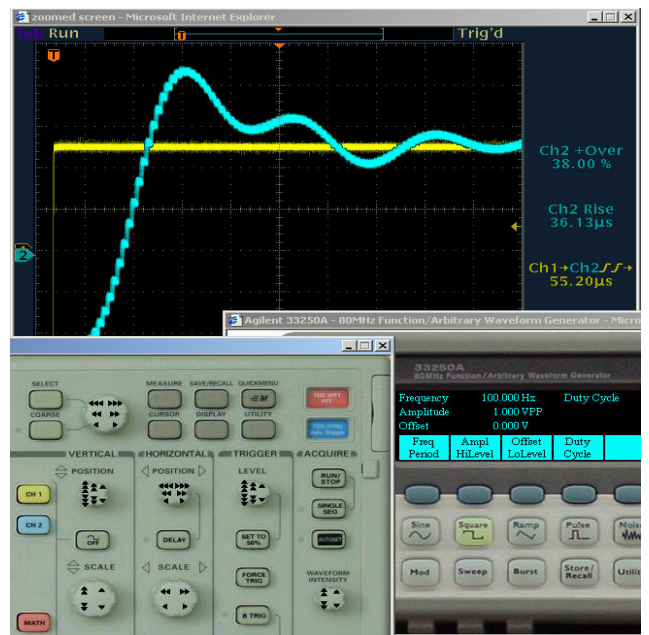 zoomed screen - Microsoft Internet Explorer
Tek Run
Trig'd
T
T
Ch2 +Over
38.00 %
Ch2 Rise
36.13µs
Ch1→Ch2
55.20µs
2
Agilent 33250A - 80MHz Function/Arbitrary Waveform Generator - Micro
SELECT
COARSE
MEASURE SAVE/RECALL QUICKMENU
M
CURSOR DISPLAY UTILITY
VERTICAL
HORIZONTAL
TRIGGER
ACQUIRE
POSITION
POSITION
LEVEL
RUN/
STOP
CH 1
SINGLE
SEQ
CH 2
OFF
DELAY
SET TO
50%
AUTOSET
SCALE
SCALE
FORCE
TRIG
WAVEFORM
INTENSITY
MATH
B TRIG
33250A
80MHz Function/Arbitrary Waveform Generator
Frequency 100.000 Hz Duty Cycle
Amplitude 1.000 VPP
Offset 0.000 V
Freq Ampl Offset Duty
Period HiLevel LoLevel Cycle
Sine Square Ramp Pulse Nois
Mod Sweep Burst Store/
Recall Utilit